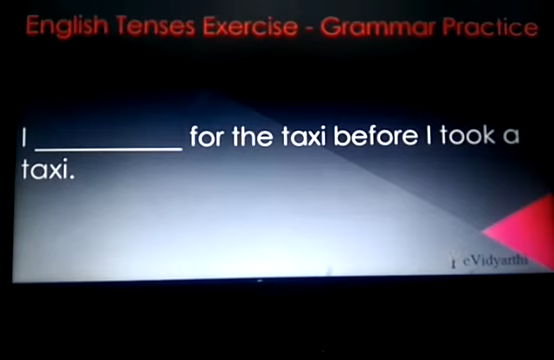 English Tenses Exercise - Grammar Practice
I ____________ for the taxi before I took a
taxi.
eVidyarthi